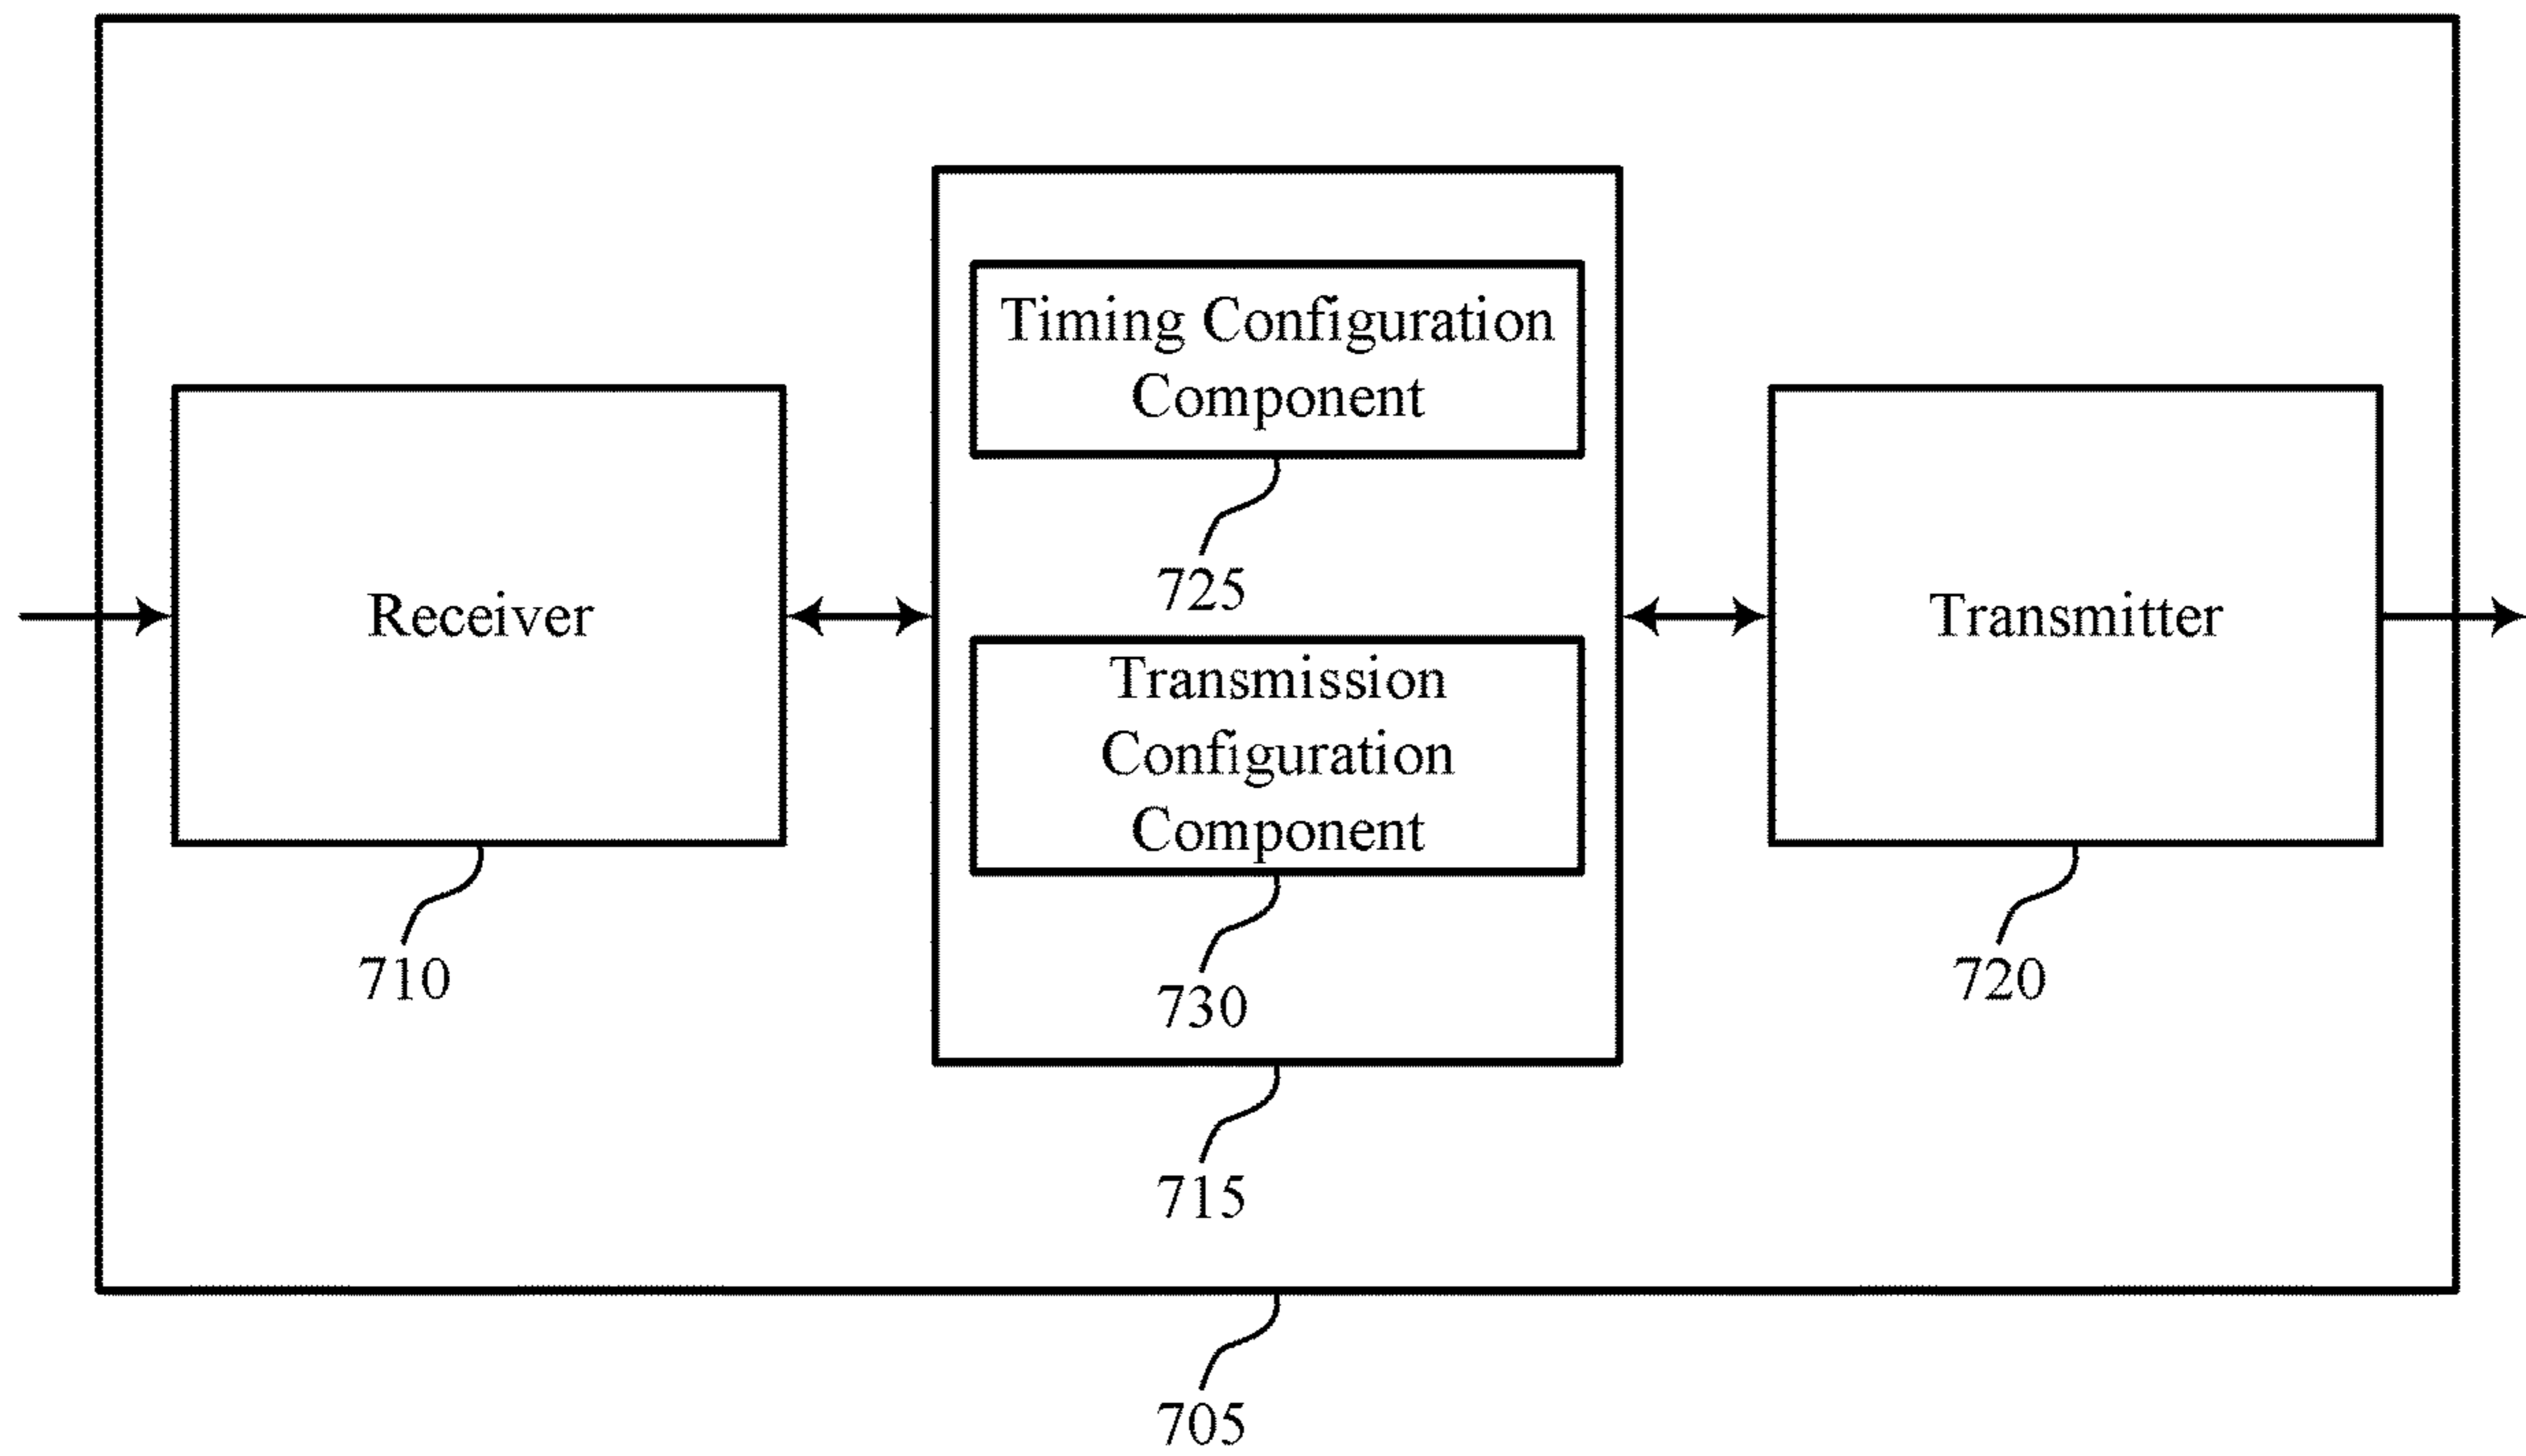 Timing Configuration
Component
725
Receiver
710
Transmission
Configuration
Component
730
715
Transmitter
720
705